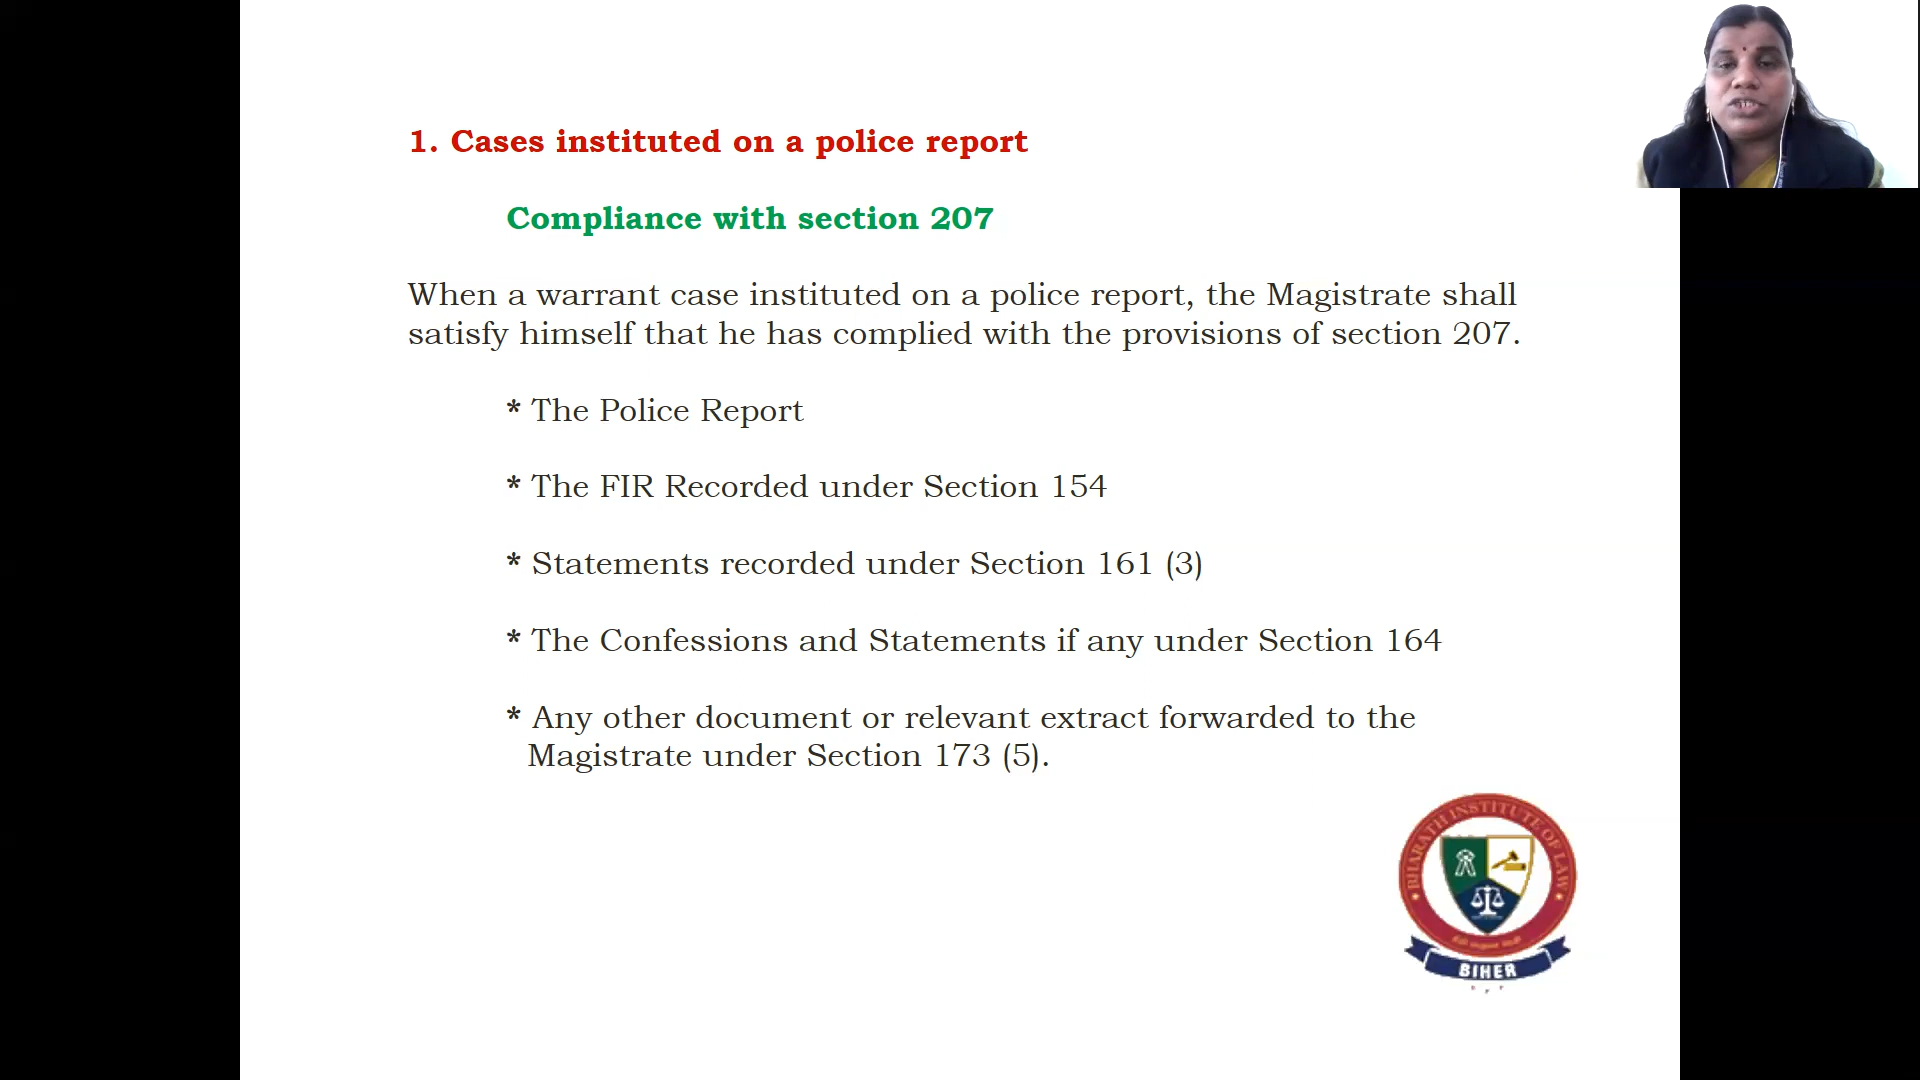 1. Cases instituted on a police report
Compliance with section 207
When a warrant case instituted on a police report, the Magistrate shall
satisfy himself that he has complied with the provisions of section 207.
* The Police Report
* The FIR Recorded under Section 154
* Statements recorded under Section 161 (3)
* The Confessions and Statements if any under Section 164
* Any other document or relevant extract forwarded to the
Magistrate under Section 173 (5).
BHARATH INSTITUTE OF LAW
BIHER